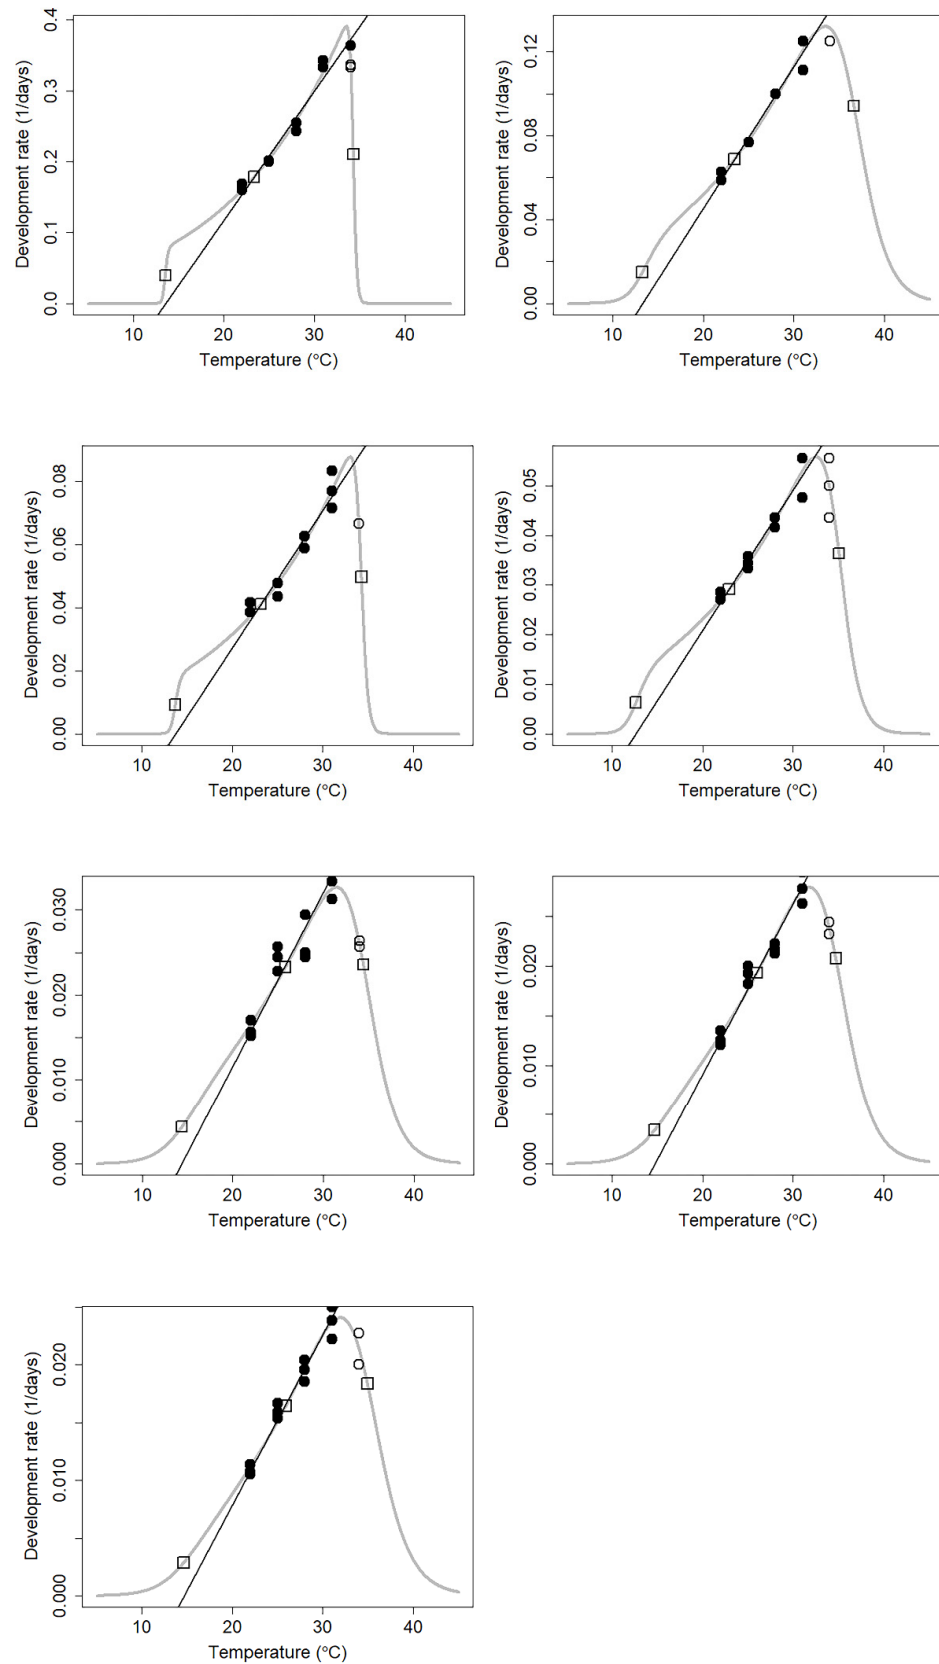 Development rate (1/days)
0.0 0.1 0.2 0.3 0.4
10 20 30 40
Temperature (°C)
Development rate (1/days)
0.00 0.04 0.08 0.12
10 20 30 40
Temperature (°C)
Development rate (1/days)
0.00 0.02 0.04 0.06 0.08
10 20 30 40
Temperature (°C)
Development rate (1/days)
0.00 0.01 0.02 0.03 0.04 0.05
10 20 30 40
Temperature (°C)
Development rate (1/days)
0.000 0.010 0.020 0.030
10 20 30 40
Temperature (°C)
Development rate (1/days)
0.000 0.010 0.020
10 20 30 40
Temperature (°C)
Development rate (1/days)
0.000 0.010 0.020
10 20 30 40
Temperature (°C)